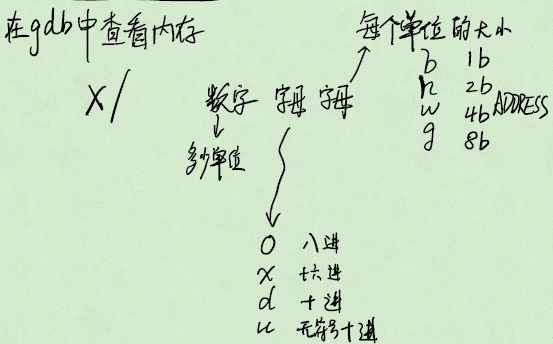 在gdb中查看内存
每个单位的大小
b 1b
h 2b
w 4b ADDRESS
g 8b
x/ 数字 字母 字母
多少单位
o 八进
x 十六进
d 十进
u 无符号十进